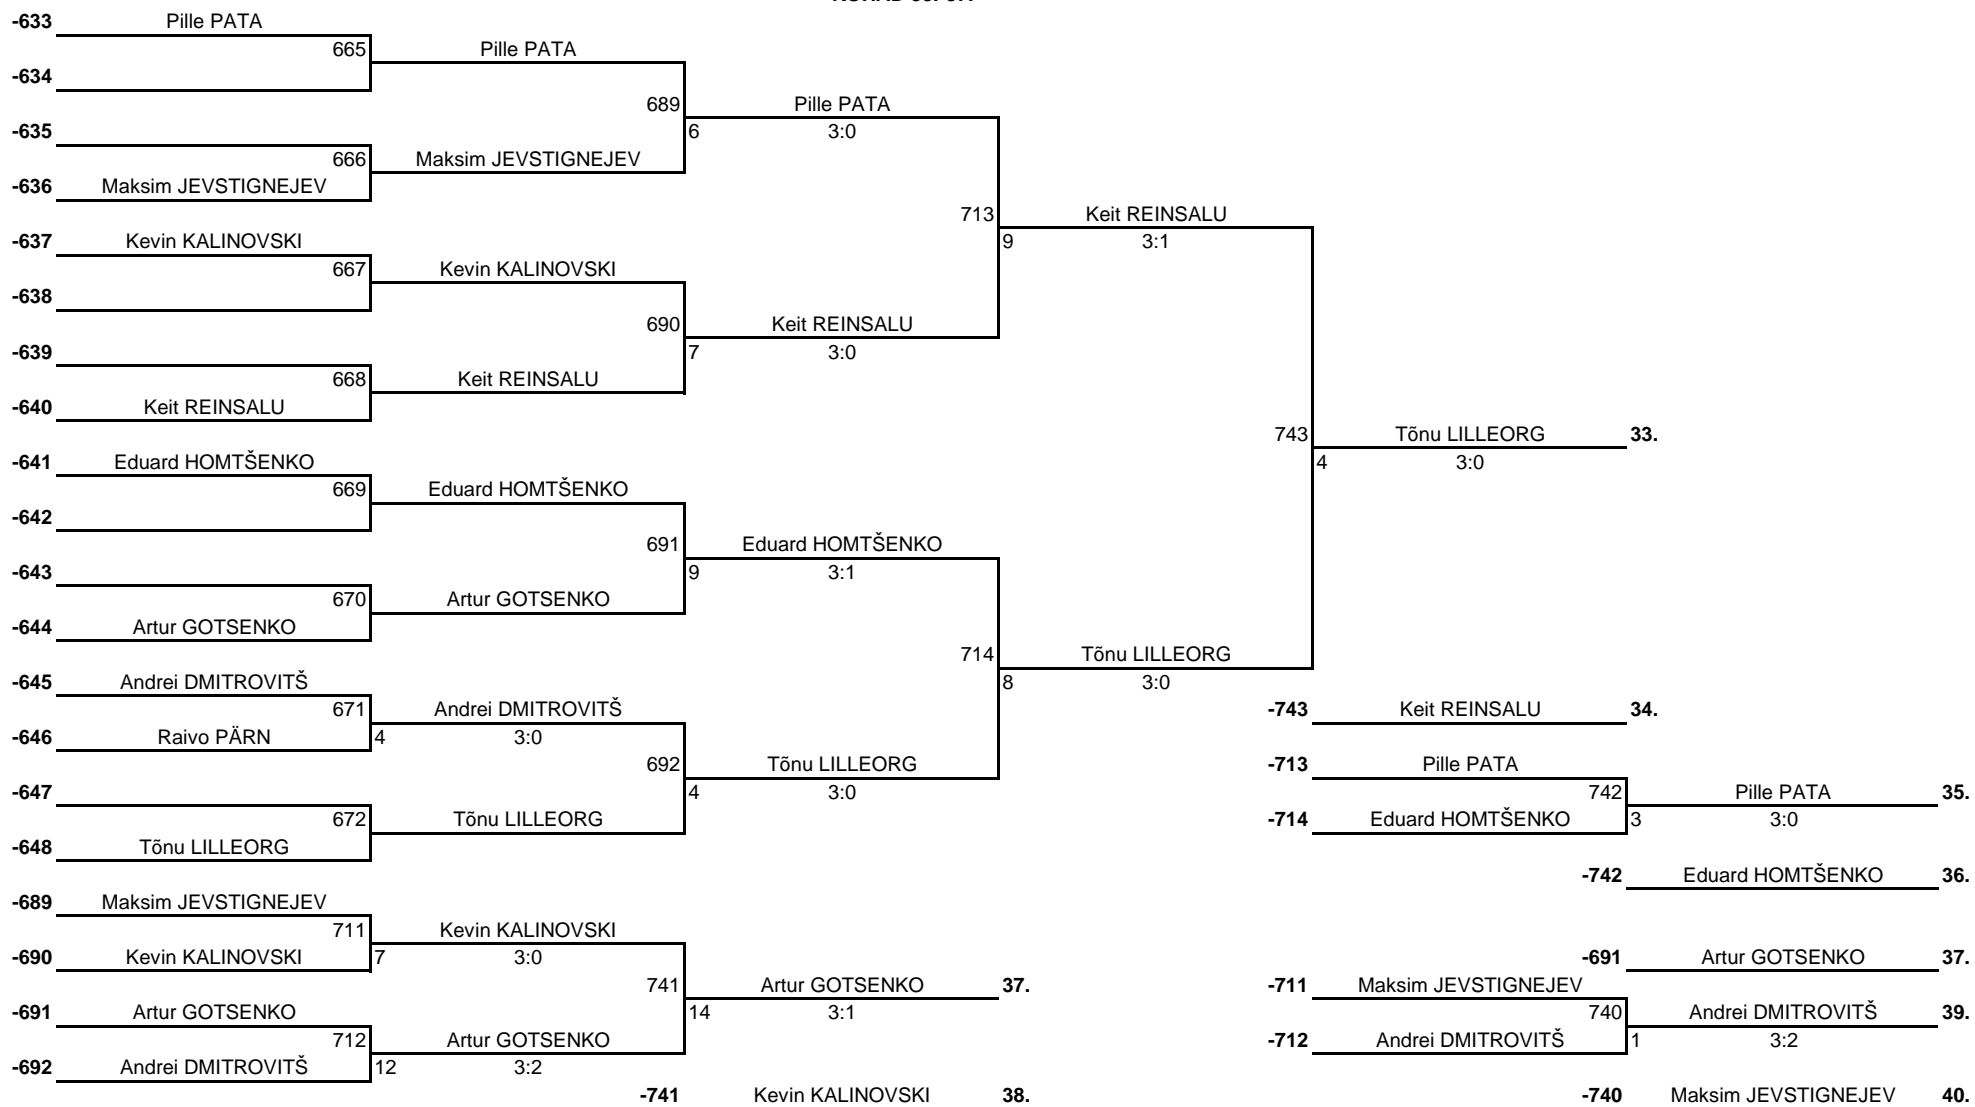 -633 Pille PATA
665 Pille PATA
-634
689 Pille PATA
-635 6 3:0
666 Maksim JEVSTIGNEJEV
-636 Maksim JEVSTIGNEJEV
713 Keit REINSALU
-637 Kevin KALINOVSKI 9 3:1
667 Kevin KALINOVSKI
-638
690 Keit REINSALU
-639 7 3:0
668 Keit REINSALU
-640 Keit REINSALU
743 Tõnu LILLEORG 33.
-641 Eduard HOMTŠENKO 4 3:0
669 Eduard HOMTŠENKO
-642
691 Eduard HOMTŠENKO
-643 9 3:1
670 Artur GOTSENKO
-644 Artur GOTSENKO
714 Tõnu LILLEORG
-645 Andrei DMITROVITŠ 8 3:0
671 Andrei DMITROVITŠ -743 Keit REINSALU 34.
-646 Raivo PÄRN 4 3:0
692 Tõnu LILLEORG -713 Pille PATA
-647 4 3:0 742 Pille PATA 35.
672 Tõnu LILLEORG -714 Eduard HOMTŠENKO 3 3:0
-648 Tõnu LILLEORG
-742 Eduard HOMTŠENKO 36.
-689 Maksim JEVSTIGNEJEV
711 Kevin KALINOVSKI
-690 Kevin KALINOVSKI 7 3:0 -691 Artur GOTSENKO 37.
741 Artur GOTSENKO 37. -711 Maksim JEVSTIGNEJEV
-691 Artur GOTSENKO 14 3:1 740 Andrei DMITROVITŠ 39.
712 Artur GOTSENKO -712 Andrei DMITROVITŠ 1 3:2
-692 Andrei DMITROVITŠ 12 3:2
-741 Kevin KALINOVSKI 38. -740 Maksim JEVSTIGNEJEV 40.